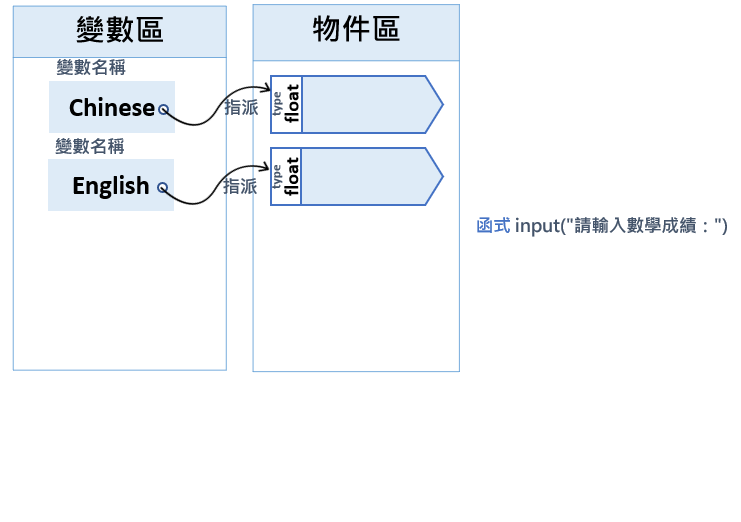 變數區
物件區
變數名稱
Chinese
指派
type
float
變數名稱
English
指派
type
float
函式 input("請輸入數學成績：")